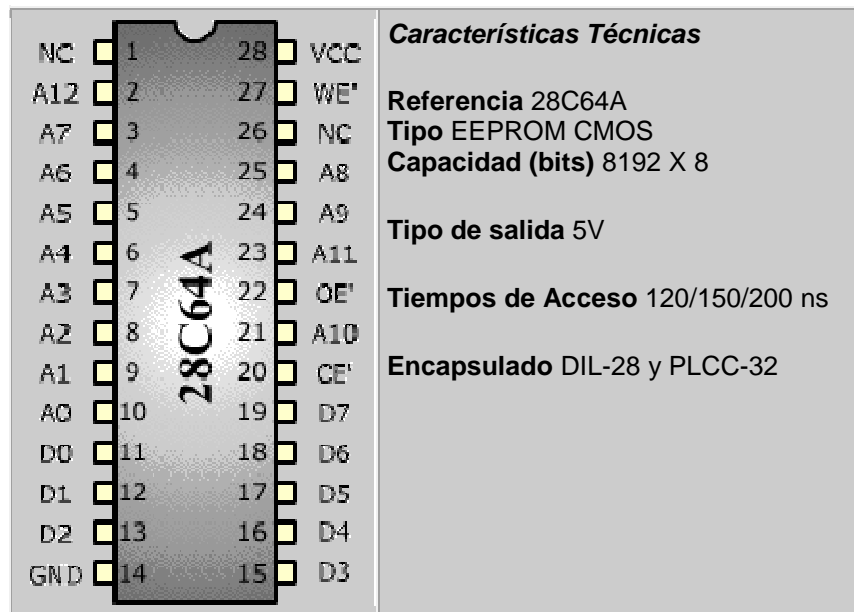 NC 1 28 VCC
A12 2 27 WE'
A7 3 26 NC
A6 4 25 A8
A5 5 24 A9
A4 6 23 A11
A3 7 22 OE'
A2 8 21 A10
A1 9 20 CE'
A0 10 19 D7
D0 11 18 D6
D1 12 17 D5
D2 13 16 D4
GND 14 15 D3
28C64A
Características Técnicas
Referencia 28C64A
Tipo EEPROM CMOS
Capacidad (bits) 8192 X 8
Tipo de salida 5V
Tiempos de Acceso 120/150/200 ns
Encapsulado DIL-28 y PLCC-32